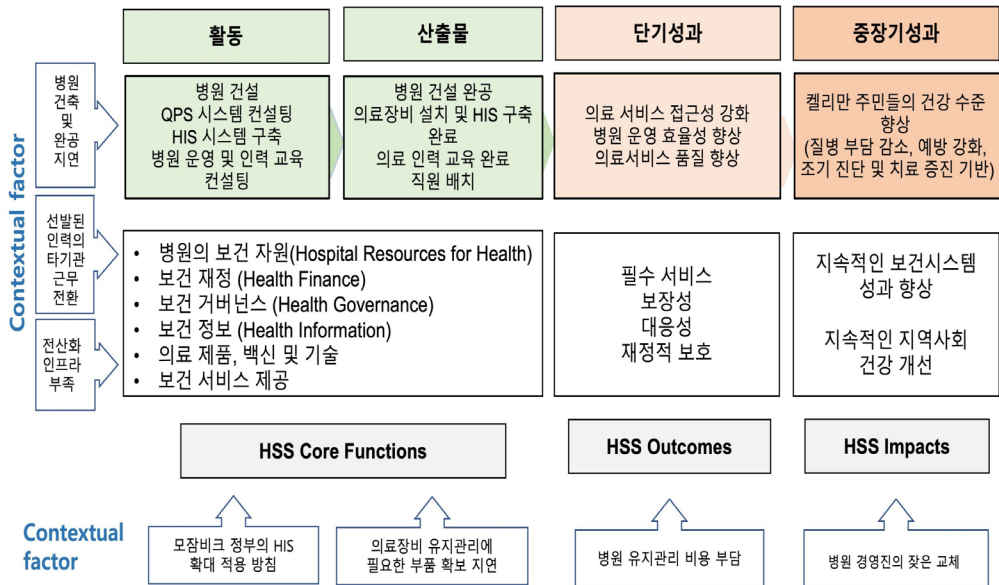 활동
산출물
단기성과
중장기성과
Contextual factor
병원
건축
및
완공
지연
병원 건설
QPS 시스템 컨설팅
HIS 시스템 구축
병원 운영 및 인력 교육
컨설팅
병원 건설 완공
의료장비 설치 및 HIS 구축
완료
의료 인력 교육 완료
직원 배치
의료 서비스 접근성 강화
병원 운영 효율성 향상
의료서비스 품질 향상
켈리만 주민들의 건강 수준
향상
(질병 부담 감소, 예방 강화,
조기 진단 및 치료 증진 기반)
선발된
인력의
타기관
근무
전환
전산화
인프라
부족
• 병원의 보건 자원(Hospital Resources for Health)
• 보건 재정 (Health Finance)
• 보건 거버넌스 (Health Governance)
• 보건 정보 (Health Information)
• 의료 제품, 백신 및 기술
• 보건 서비스 제공
필수 서비스
보장성
대응성
재정적 보호
지속적인 보건시스템
성과 향상
지속적인 지역사회
건강 개선
HSS Core Functions
HSS Outcomes
HSS Impacts
Contextual
factor
모잠비크 정부의 HIS
확대 적용 방침
의료장비 유지관리에
필요한 부품 확보 지연
병원 유지관리 비용 부담
병원 경영진의 잦은 교체